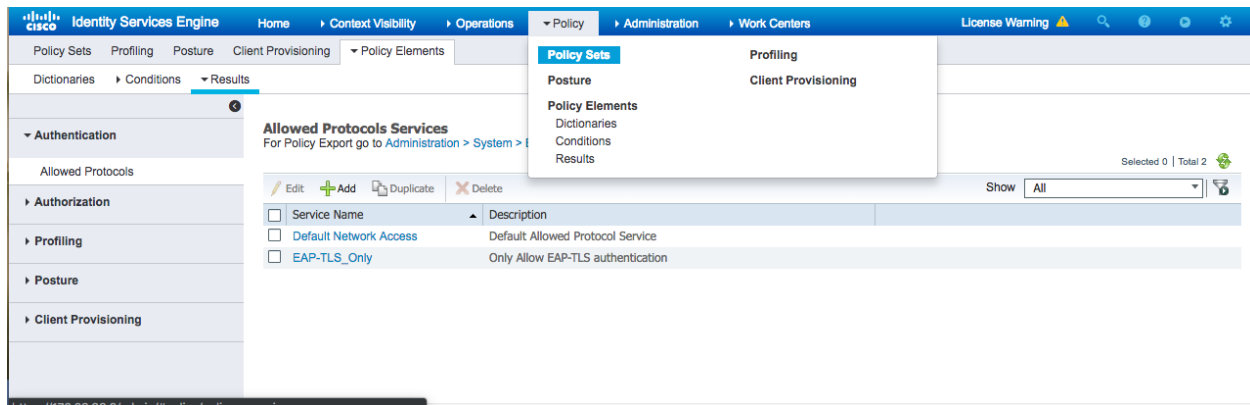 CISCO Identity Services Engine Home Context Visibility Operations Policy Administration Work Centers License Warning
Policy Sets Profiling Posture Client Provisioning Policy Elements
Dictionaries Conditions Results
Policy Sets Profiling
Posture Client Provisioning
Policy Elements
Dictionaries
Conditions
Results
Authentication
Allowed Protocols
Authorization
Profiling
Posture
Client Provisioning
Allowed Protocols Services
For Policy Export go to Administration > System >
Selected 0 | Total 2
Edit Add Duplicate Delete Show All
Service Name Description
Default Network Access Default Allowed Protocol Service
EAP-TLS_Only Only Allow EAP-TLS authentication